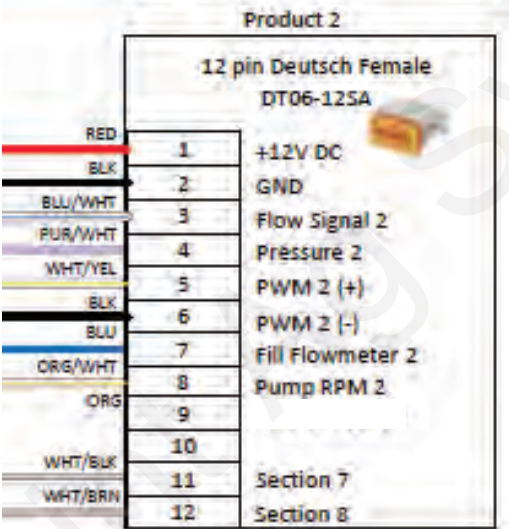 Product 2
12 pin Deutsch Female
DT06-12SA
RED
1 +12V DC
BLK
2 GND
BLU/WHT
3 Flow Signal 2
PUR/WHT
4 Pressure 2
WHT/YEL
5 PWM 2 (+)
BLK
6 PWM 2 (-)
BLU
7 Fill Flowmeter 2
ORG/WHT
8 Pump RPM 2
ORG
9
10
WHT/BLK
11 Section 7
WHT/BRN
12 Section 8